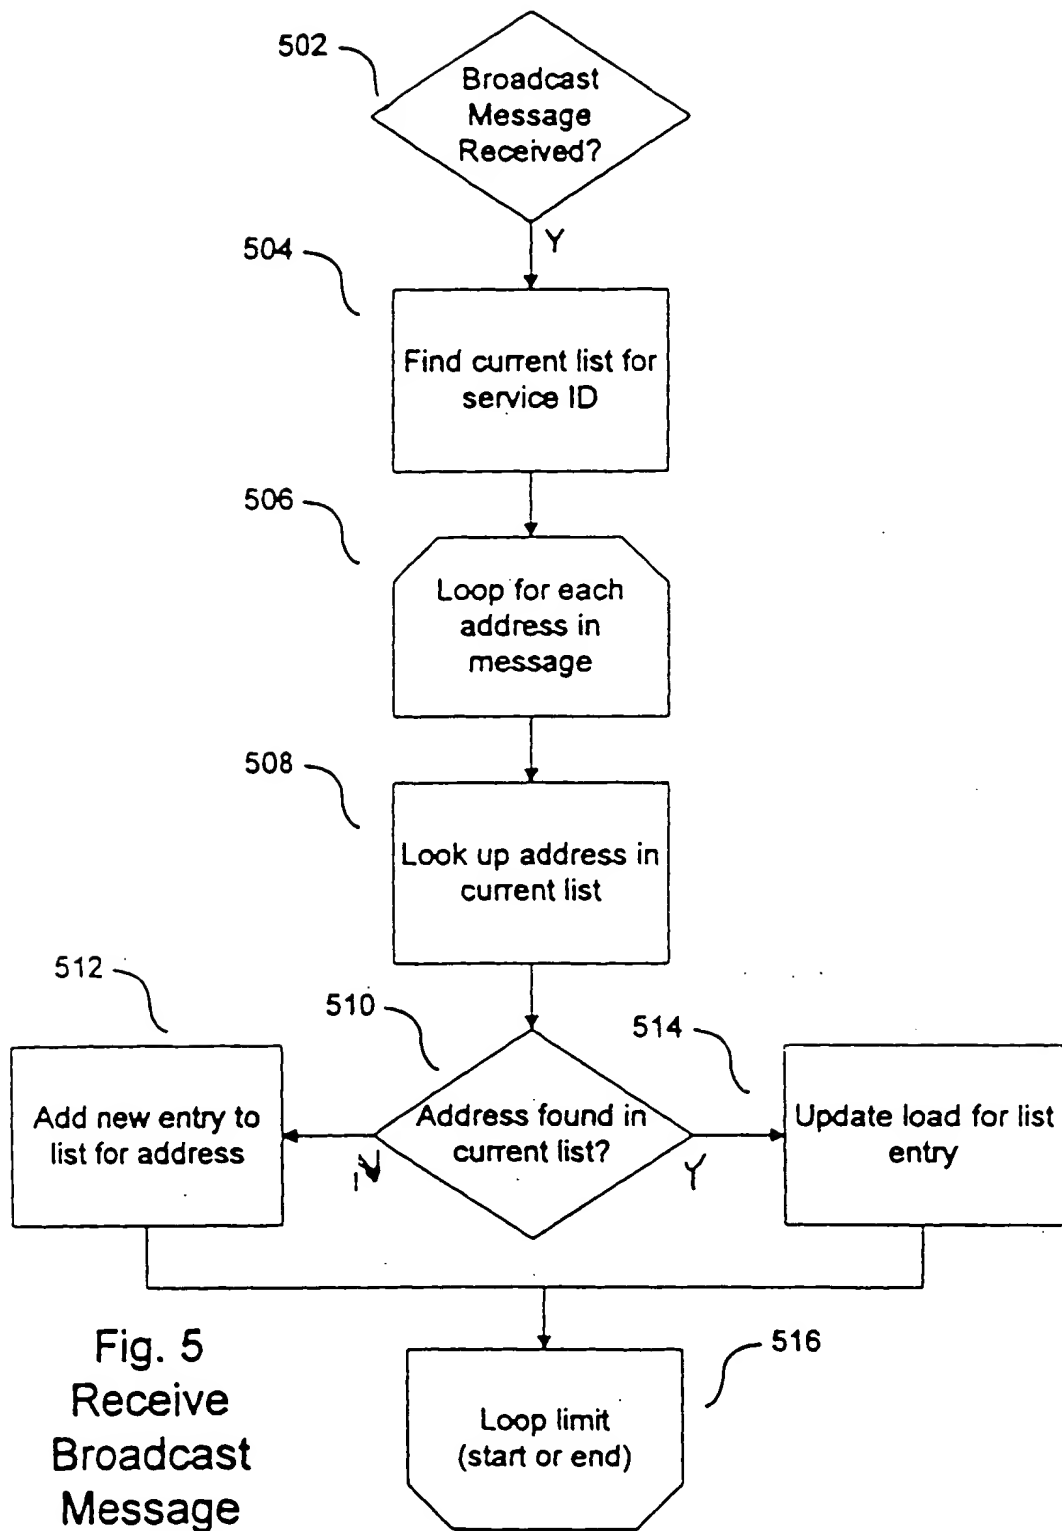 502
Broadcast
Message
Received?
Y
504
Find current list for
service ID
506
Loop for each
address in
message
508
Look up address in
current list
512
510
514
Add new entry to
list for address
Address found in
current list?
Update load for list
entry
N
Y
516
Loop limit
(start or end)
Fig. 5
Receive
Broadcast
Message